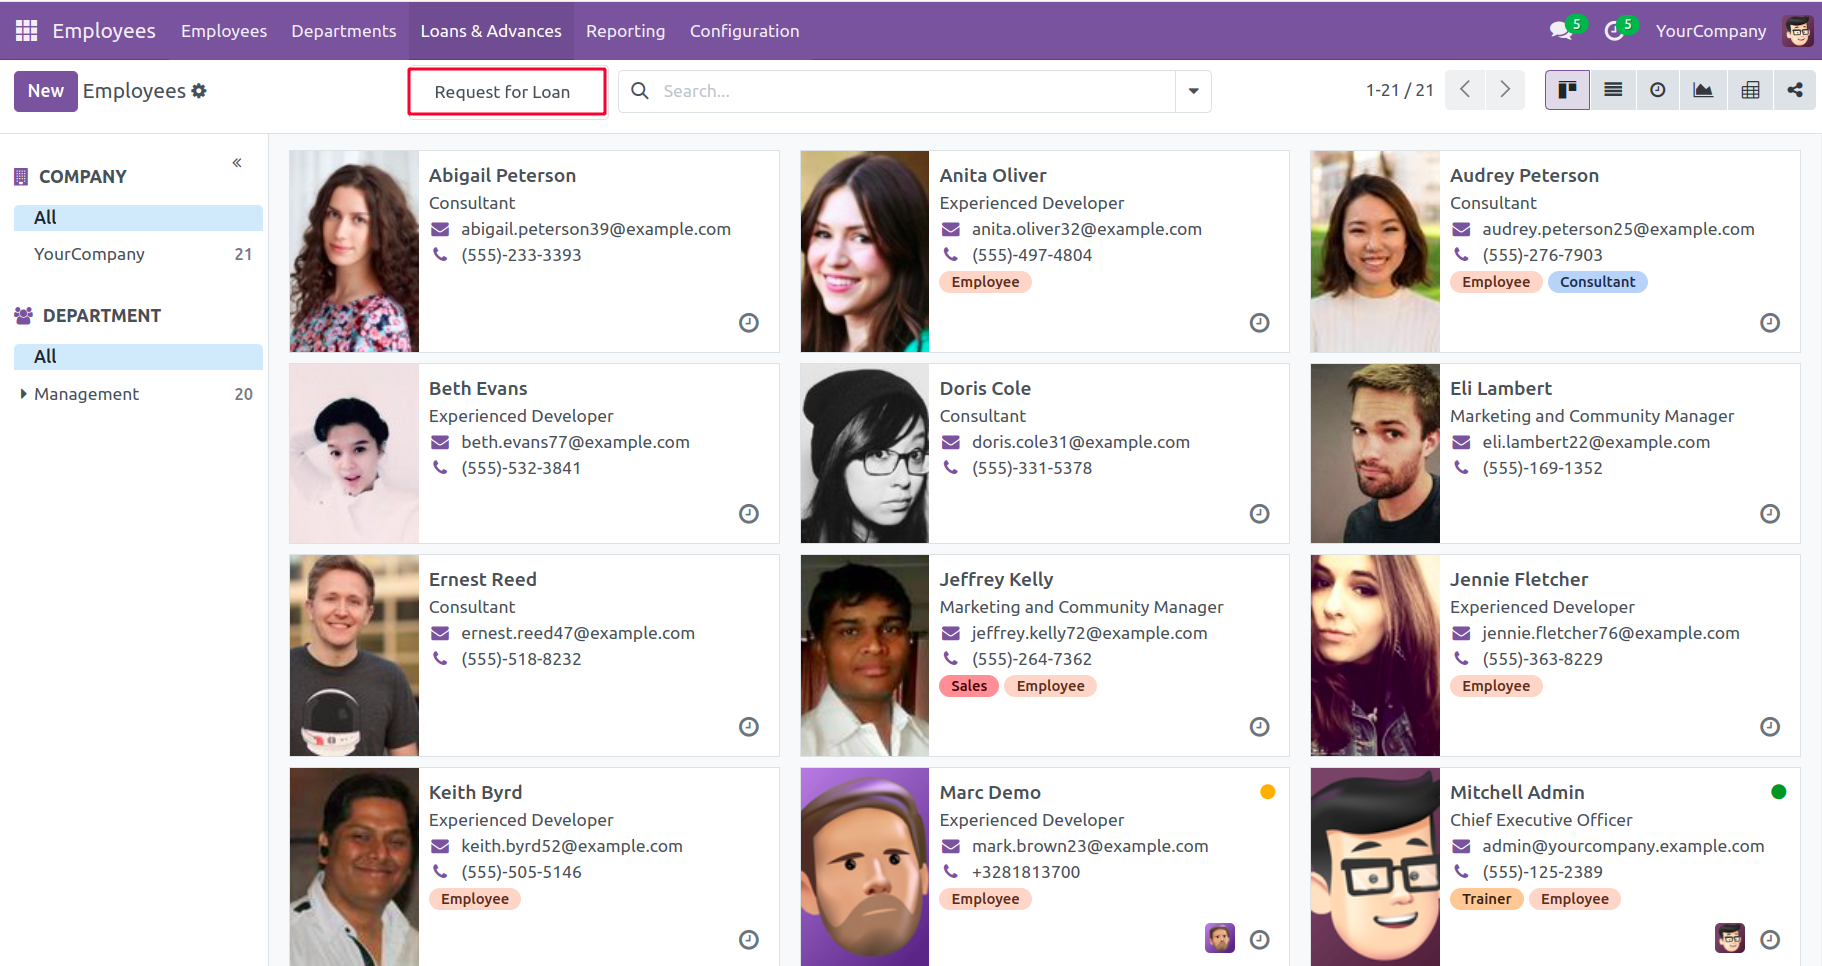 Employees Employees Departments Loans & Advances Reporting Configuration 5 5 YourCompany
New Employees Request for Loan Search... 1-21 / 21
COMPANY
All
YourCompany 21
DEPARTMENT
All
Management 20
Abigail Peterson
Consultant
abigail.peterson39@example.com
(555)-233-3393
Anita Oliver
Experienced Developer
anita.oliver32@example.com
(555)-497-4804
Employee
Audrey Peterson
Consultant
audrey.peterson25@example.com
(555)-276-7903
Employee Consultant
Beth Evans
Experienced Developer
beth.evans77@example.com
(555)-532-3841
Doris Cole
Consultant
doris.cole31@example.com
(555)-331-5378
Eli Lambert
Marketing and Community Manager
eli.lambert22@example.com
(555)-169-1352
Ernest Reed
Consultant
ernest.reed47@example.com
(555)-518-8232
Jeffrey Kelly
Marketing and Community Manager
jeffrey.kelly72@example.com
(555)-264-7362
Sales Employee
Jennie Fletcher
Experienced Developer
jennie.fletcher76@example.com
(555)-363-8229
Employee
Keith Byrd
Experienced Developer
keith.byrd52@example.com
(555)-505-5146
Employee
Marc Demo
Experienced Developer
mark.brown23@example.com
+3281813700
Employee
Mitchell Admin
Chief Executive Officer
admin@yourcompany.example.com
(555)-125-2389
Trainer Employee